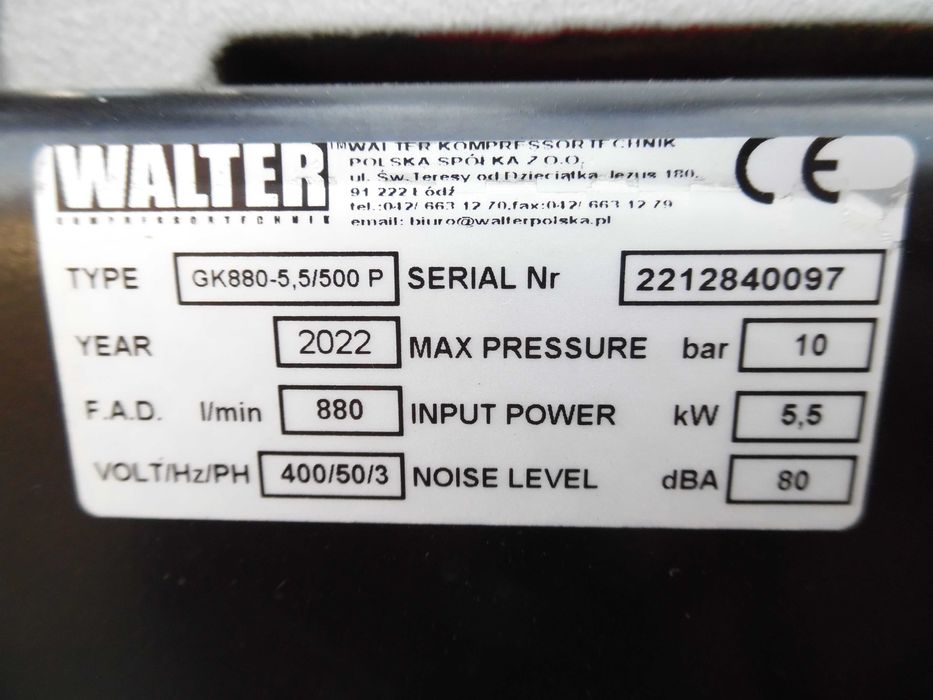 WALTER
KOMPRESSORTECHNIK
™WALTER KOMPRESSORTECHNIK
POLSKA SPÓŁKA Z O.O.
ul. Św.Teresy od Dzieciątka Jezus 180,
91 222 Łódź
tel.:042/ 663 12 70,fax:042/ 663 12 79
email: biuro@walterpolska.pl
CE
TYPE GK880-5,5/500 P SERIAL Nr 2212840097
YEAR 2022 MAX PRESSURE bar 10
F.A.D. l/min 880 INPUT POWER kW 5,5
VOLT/Hz/PH 400/50/3 NOISE LEVEL dBA 80